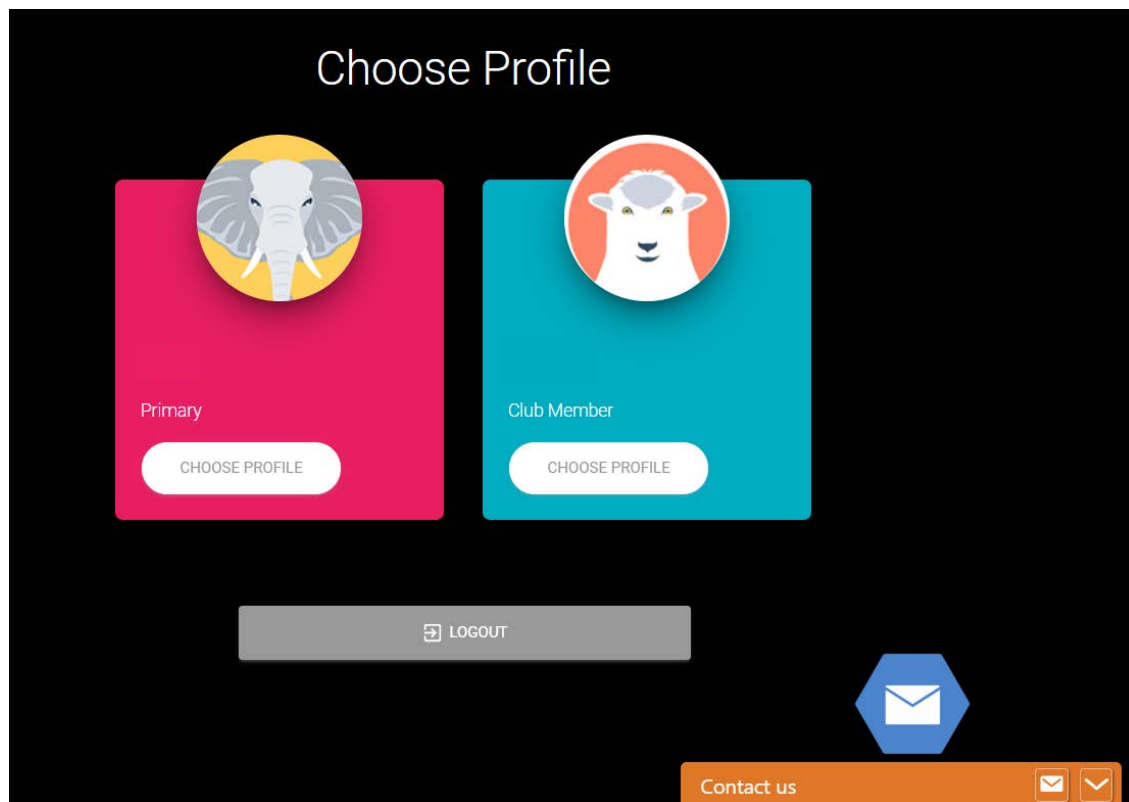 Choose Profile
Primary
CHOOSE PROFILE
Club Member
CHOOSE PROFILE
LOGOUT
Contact us